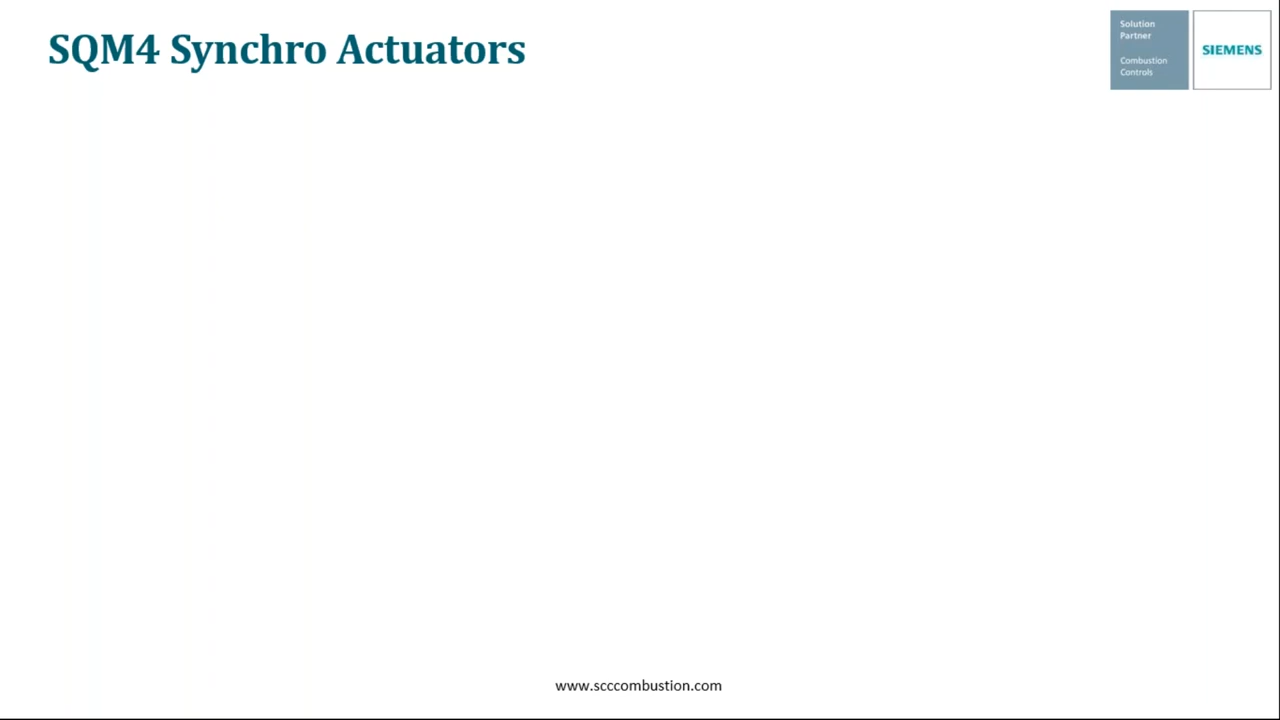 SQM4 Synchro Actuators
Solution
Partner
Combustion
Controls
SIEMENS
www.scccombustion.com